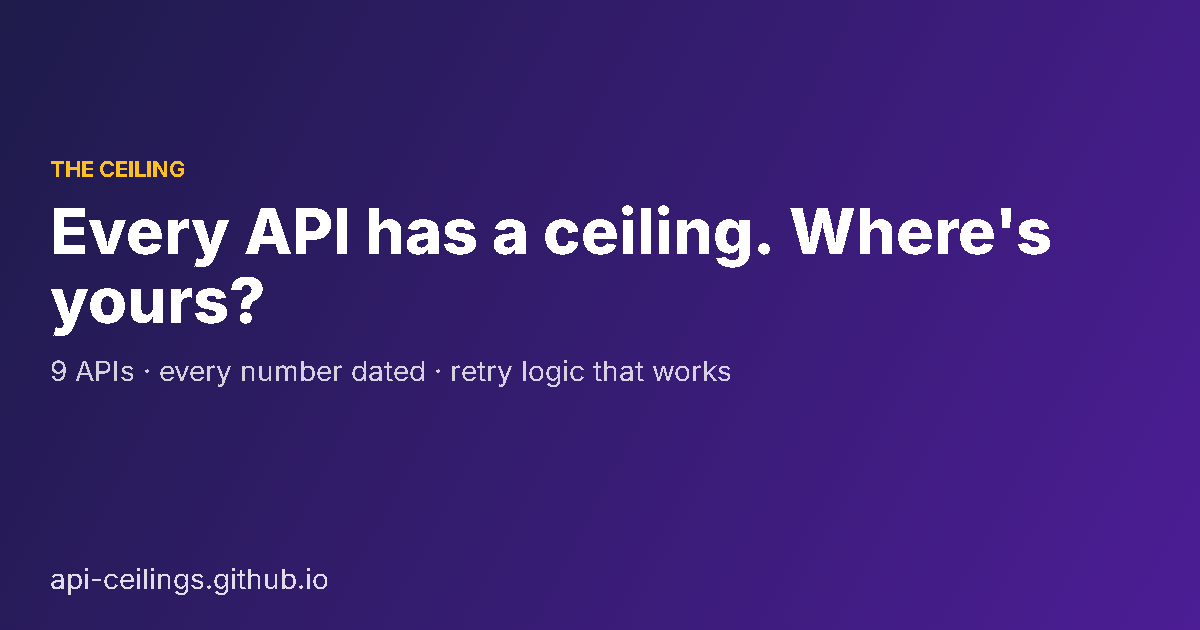 THE CEILING
Every API has a ceiling. Where's
yours?
9 APIs · every number dated · retry logic that works
api-ceilings.github.io